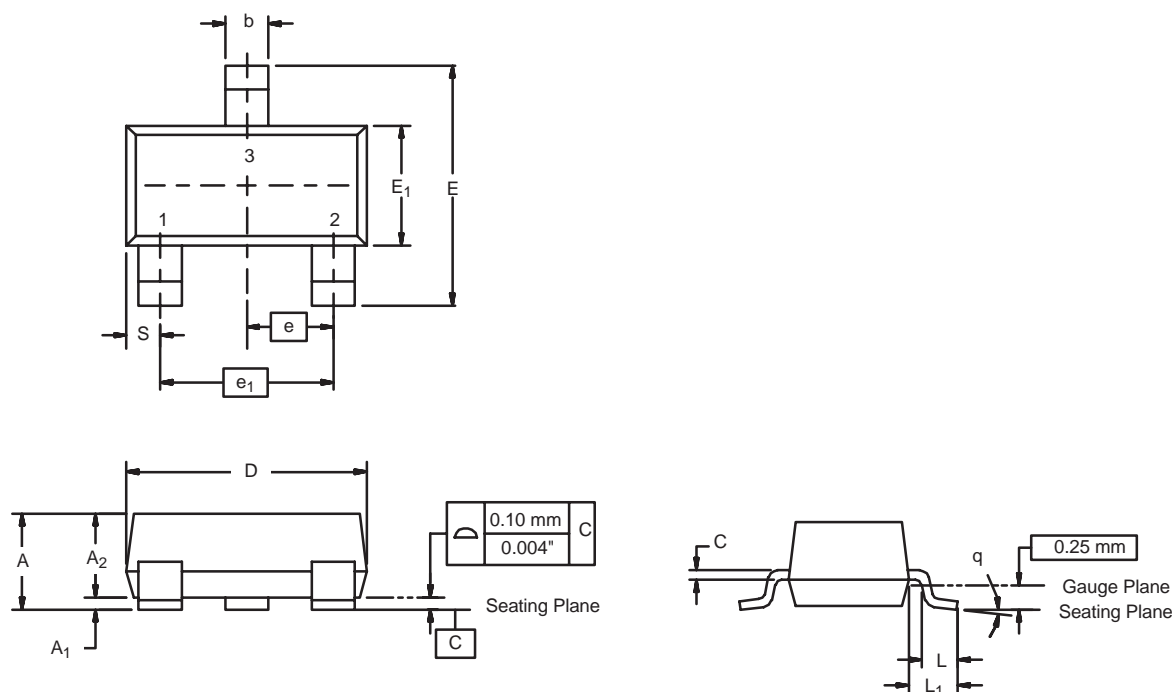 b
3
E₁
E
1
2
S
e
e₁
D
0.10 mm
C
0.004"
A
A₂
Seating Plane
C
A₁
C
q
0.25 mm
Gauge Plane
Seating Plane
L
L₁